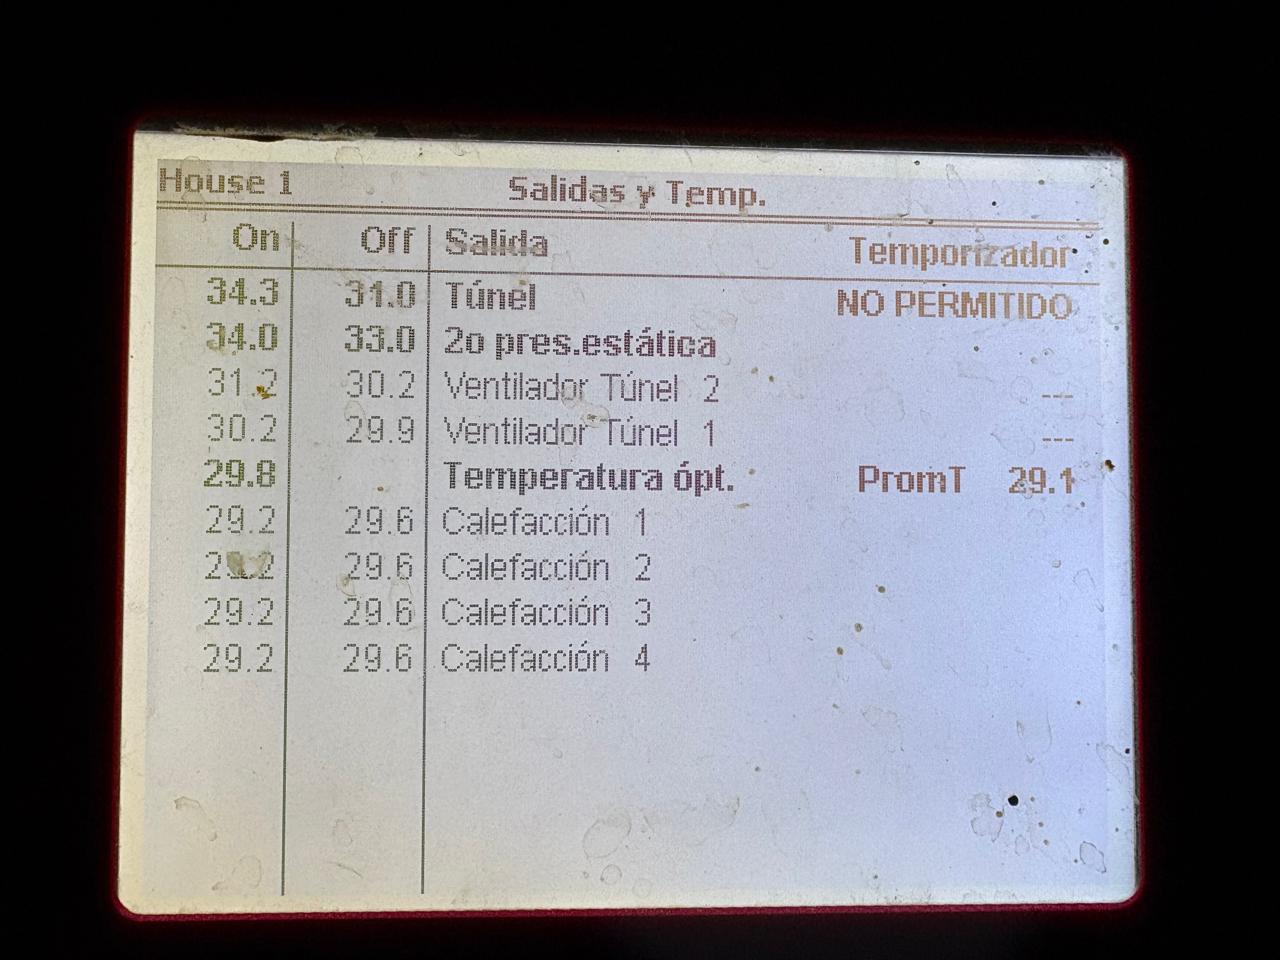 House 1 Salidas y Temp.
On Off Salida Temporizador
34.3 31.0 Túnel NO PERMITIDO
34.0 33.0 2o pres.estática
31.2 30.2 Ventilador Túnel 2 ---
30.2 29.9 Ventilador Túnel 1 ---
29.8 Temperatura ópt. PromT 29.1
29.2 29.6 Calefacción 1
29.6 Calefacción 2
29.2 29.6 Calefacción 3
29.2 29.6 Calefacción 4